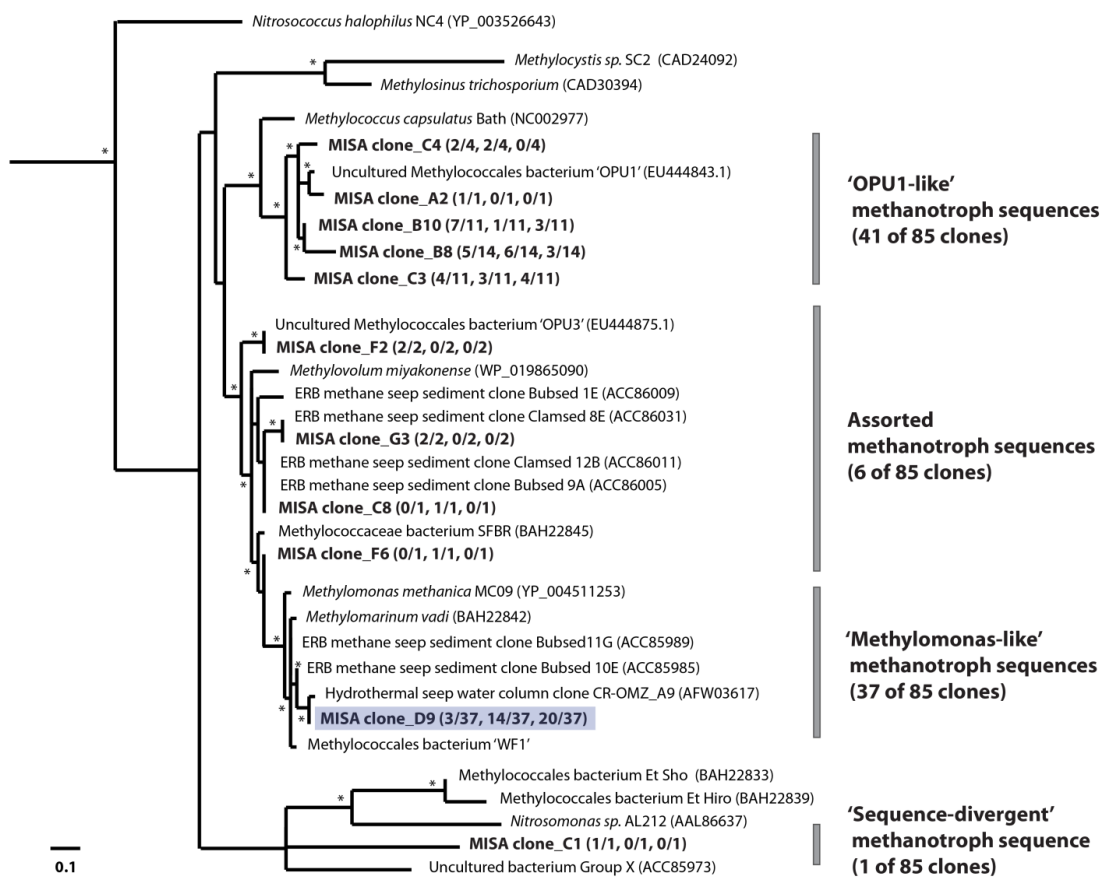 Nitrosococcus halophilus NC4 (YP_003526643)
Methylocystis sp. SC2 (CAD24092)
Methylosinus trichosporium (CAD30394)
Methylococcus capsulatus Bath (NC002977)
MISA clone_C4 (2/4, 2/4, 0/4)
Uncultured Methylococcales bacterium 'OPU1' (EU444843.1)
MISA clone_A2 (1/1, 0/1, 0/1)
MISA clone_B10 (7/11, 1/11, 3/11)
MISA clone_B8 (5/14, 6/14, 3/14)
MISA clone_C3 (4/11, 3/11, 4/11)
'OPU1-like'
methanotroph sequences
(41 of 85 clones)
Uncultured Methylococcales bacterium 'OPU3' (EU444875.1)
MISA clone_F2 (2/2, 0/2, 0/2)
Methylovolum miyakonense (WP_019865090)
ERB methane seep sediment clone Bubsed 1E (ACC86009)
ERB methane seep sediment clone Clamsed 8E (ACC86031)
MISA clone_G3 (2/2, 0/2, 0/2)
ERB methane seep sediment clone Clamsed 12B (ACC86011)
ERB methane seep sediment clone Bubsed 9A (ACC86005)
MISA clone_C8 (0/1, 1/1, 0/1)
Methylococcaceae bacterium SFBR (BAH22845)
MISA clone_F6 (0/1, 1/1, 0/1)
Assorted
methanotroph sequences
(6 of 85 clones)
Methylomonas methanica MC09 (YP_004511253)
Methylomarinum vadi (BAH22842)
ERB methane seep sediment clone Bubsed11G (ACC85989)
ERB methane seep sediment clone Bubsed 10E (ACC85985)
Hydrothermal seep water column clone CR-OMZ_A9 (AFW03617)
MISA clone_D9 (3/37, 14/37, 20/37)
Methylococcales bacterium 'WF1'
'Methylomonas-like'
methanotroph sequences
(37 of 85 clones)
Methylococcales bacterium Et Sho (BAH22833)
Methylococcales bacterium Et Hiro (BAH22839)
Nitrosomonas sp. AL212 (AAL86637)
MISA clone_C1 (1/1, 0/1, 0/1)
Uncultured bacterium Group X (ACC85973)
'Sequence-divergent'
methanotroph sequence
(1 of 85 clones)
0.1